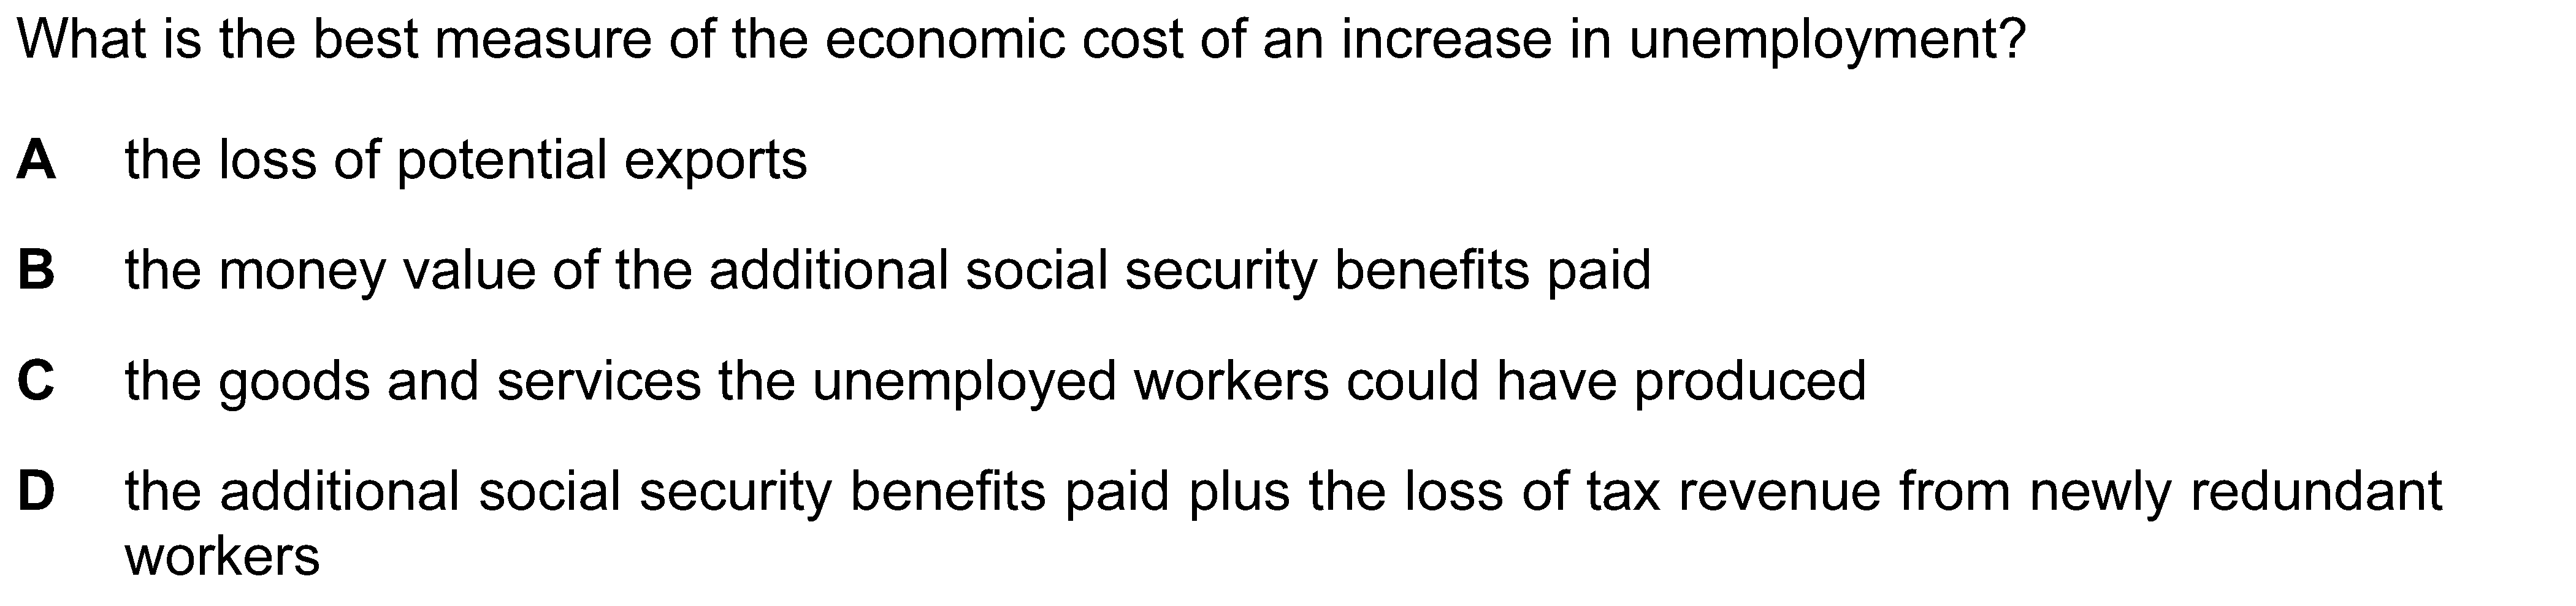 What is the best measure of the economic cost of an increase in unemployment?
A the loss of potential exports
B the money value of the additional social security benefits paid
C the goods and services the unemployed workers could have produced
D the additional social security benefits paid plus the loss of tax revenue from newly redundant
workers